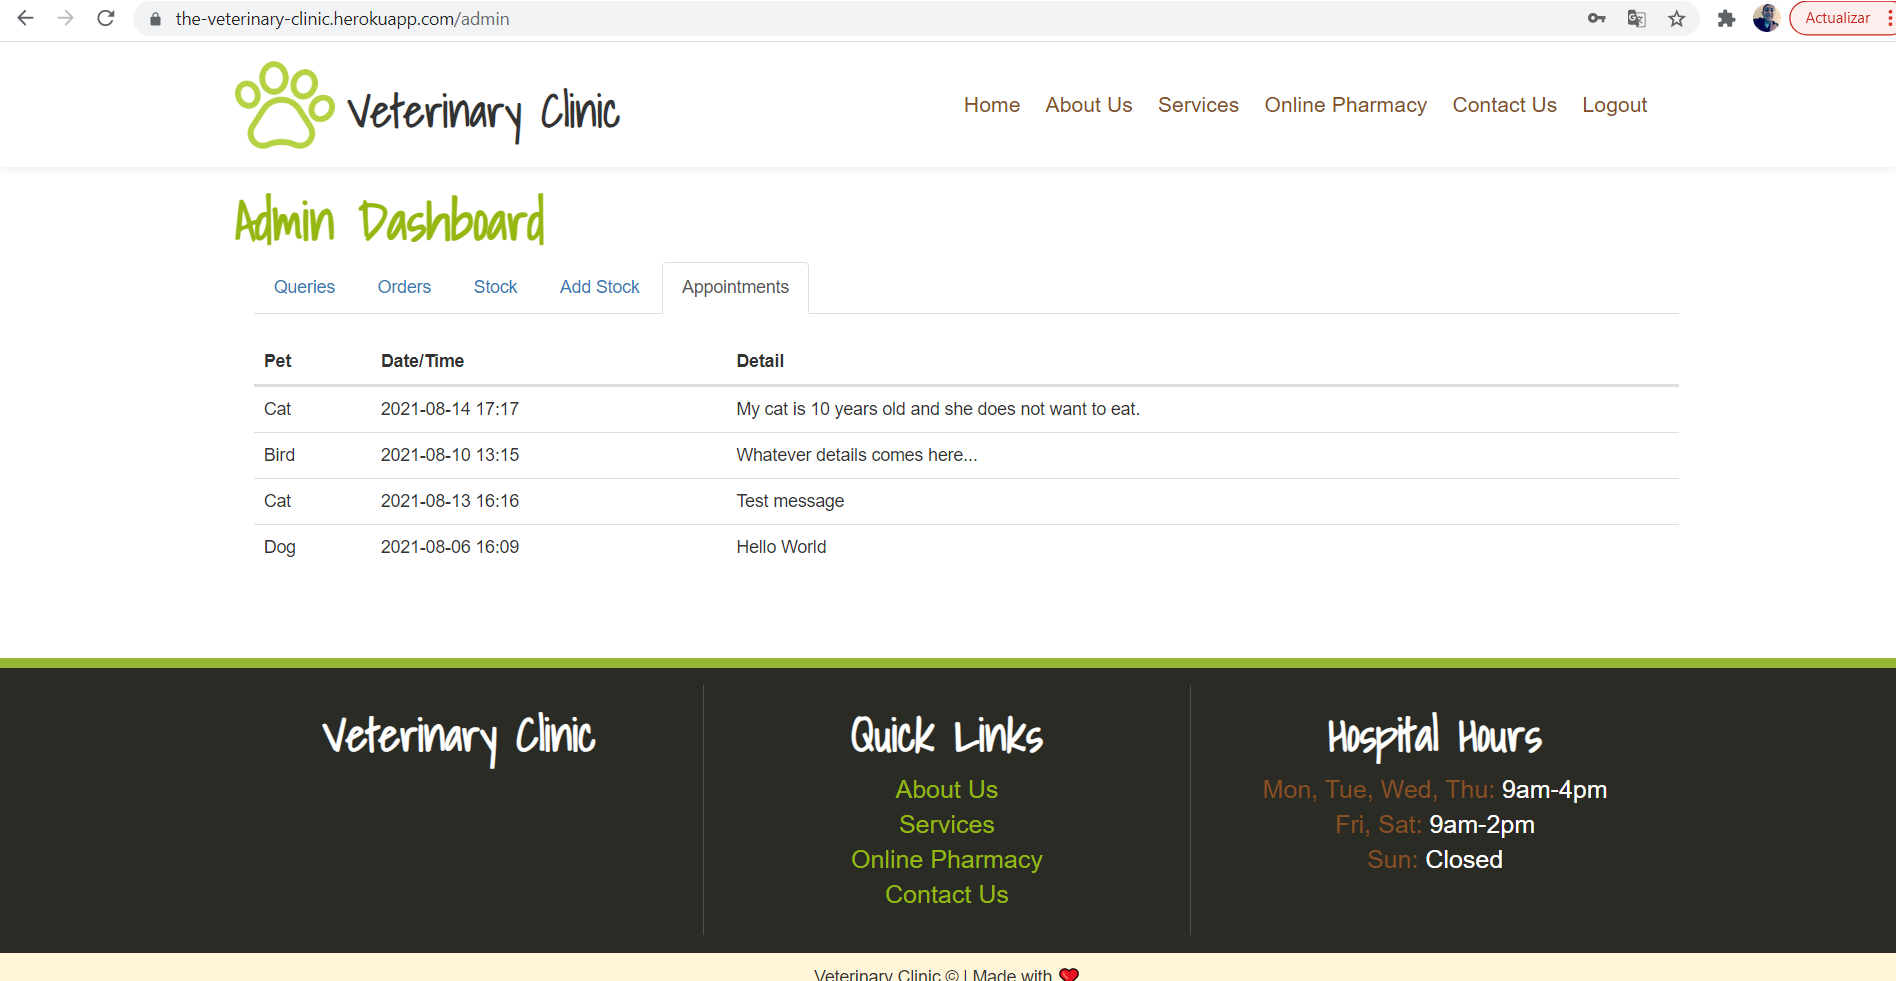 the-veterinary-clinic.herokuapp.com/admin
Actualizar
Veterinary Clinic
Home About Us Services Online Pharmacy Contact Us Logout
Admin Dashboard
Queries Orders Stock Add Stock Appointments
Pet Date/Time Detail
Cat 2021-08-14 17:17 My cat is 10 years old and she does not want to eat.
Bird 2021-08-10 13:15 Whatever details comes here...
Cat 2021-08-13 16:16 Test message
Dog 2021-08-06 16:09 Hello World
Veterinary Clinic
Quick Links
About Us
Services
Online Pharmacy
Contact Us
Hospital Hours
Mon, Tue, Wed, Thu: 9am-4pm
Fri, Sat: 9am-2pm
Sun: Closed
Veterinary Clinic © | Made with ❤